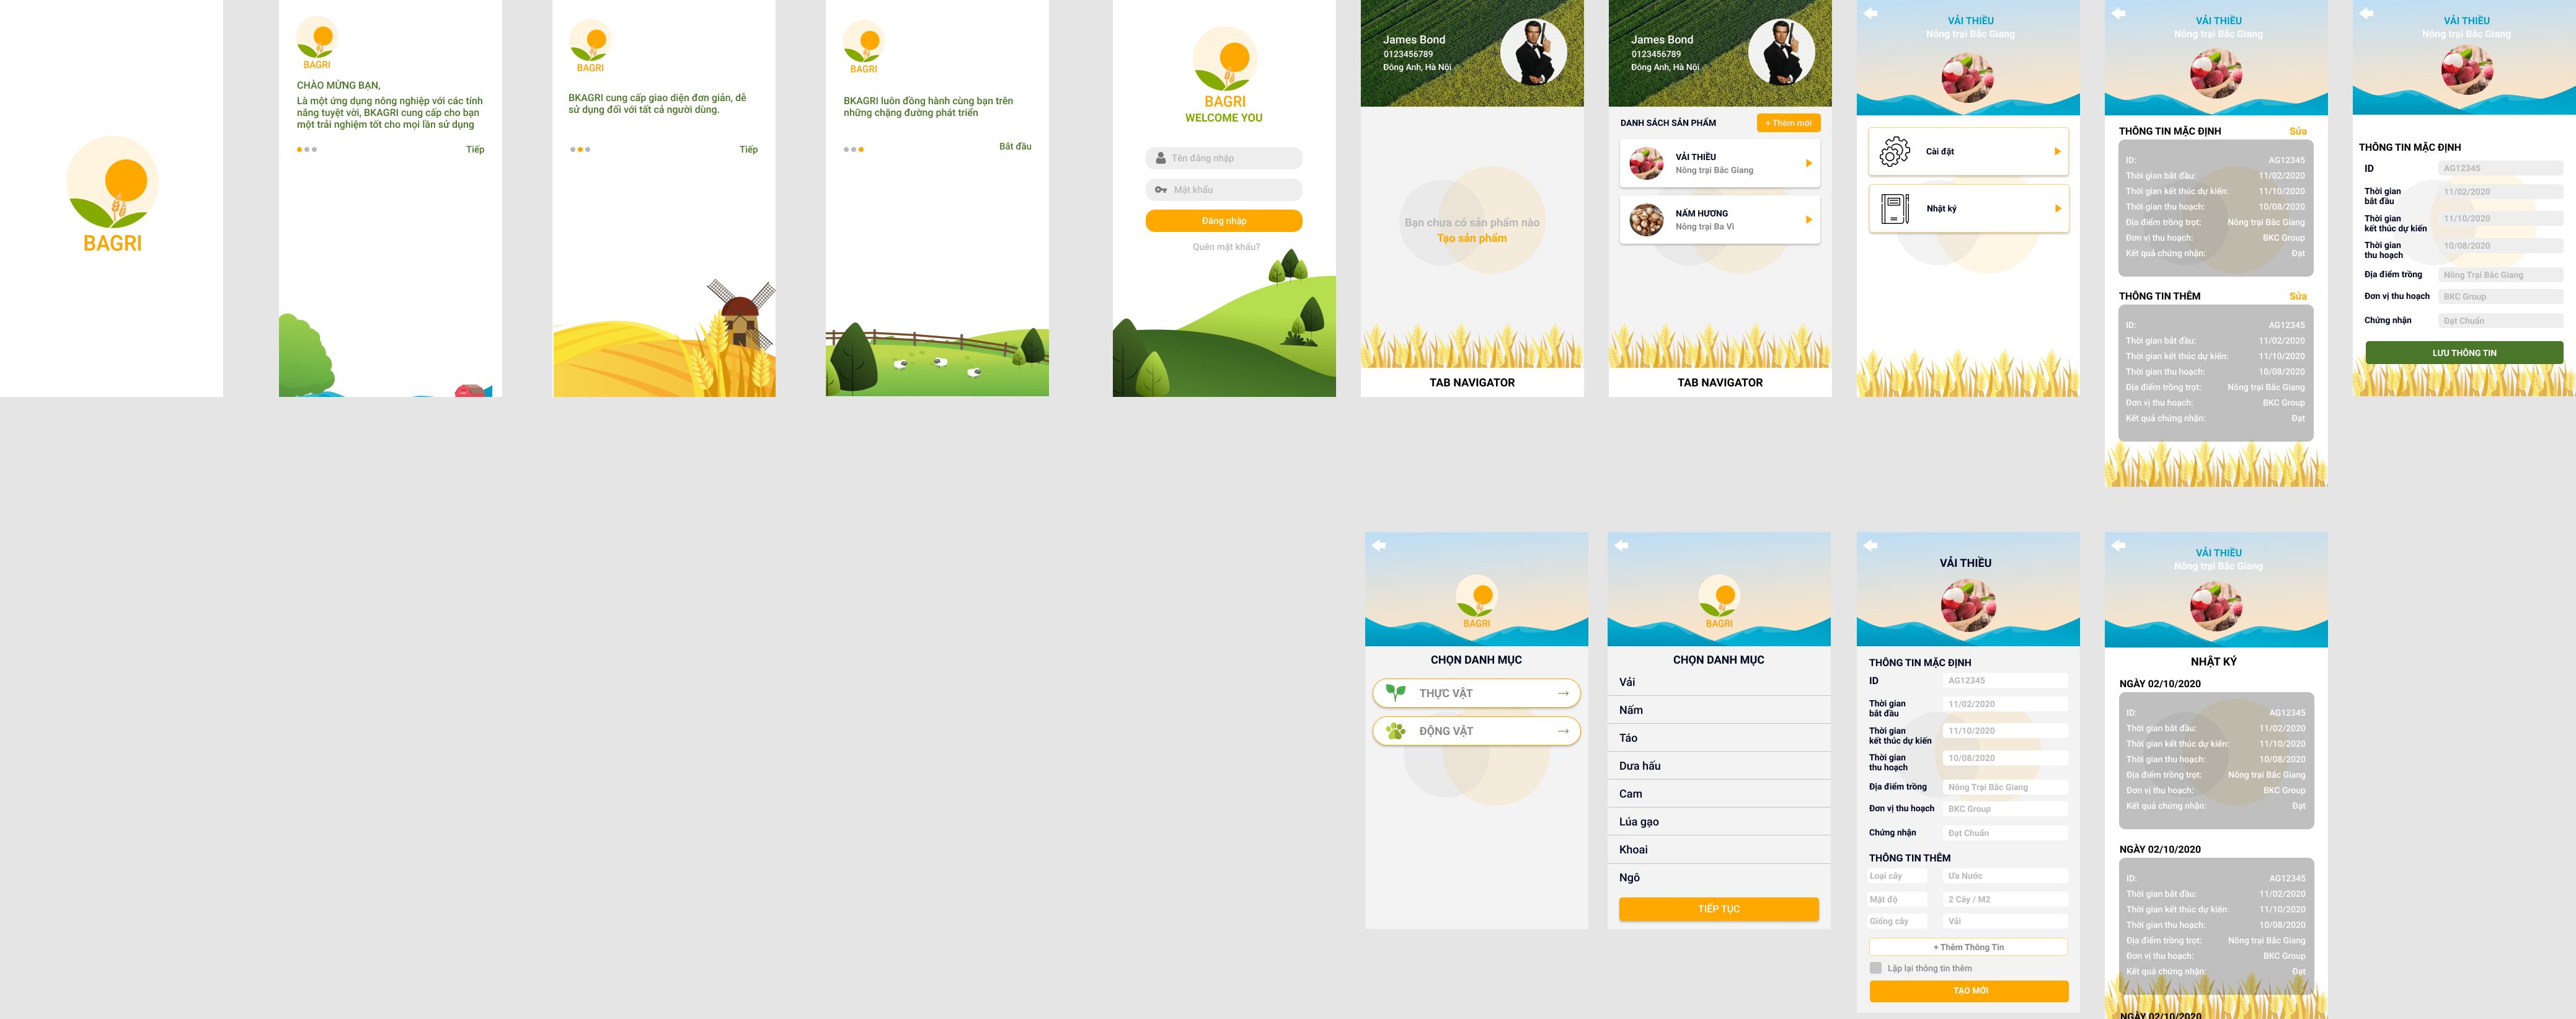 BAGRI
BAGRI
CHÀO MỪNG BẠN,
Là một ứng dụng nông nghiệp với các tính
năng tuyệt vời, BKAGRI cung cấp cho bạn
một trải nghiệm tốt cho mọi lần sử dụng
Tiếp
BAGRI
BKAGRI cung cấp giao diện đơn giản, dễ
sử dụng đối với tất cả người dùng.
Tiếp
BAGRI
BKAGRI luôn đồng hành cùng bạn trên
những chặng đường phát triển
Bắt đầu
BAGRI
WELCOME YOU
Tên đăng nhập
Mật khẩu
Đăng nhập
Quên mật khẩu?
James Bond
0123456789
Đông Anh, Hà Nội
Bạn chưa có sản phẩm nào
Tạo sản phẩm
TAB NAVIGATOR
James Bond
0123456789
Đông Anh, Hà Nội
DANH SÁCH SẢN PHẨM
+ Thêm mới
VẢI THIỀU
Nông trại Bắc Giang
NẤM HƯƠNG
Nông trại Ba Vì
TAB NAVIGATOR
VẢI THIỀU
Nông trại Bắc Giang
Cài đặt
Nhật ký
VẢI THIỀU
Nông trại Bắc Giang
THÔNG TIN MẶC ĐỊNH Sửa
ID: AG12345
Thời gian bắt đầu: 11/02/2020
Thời gian kết thúc dự kiến: 11/10/2020
Thời gian thu hoạch: 10/08/2020
Địa điểm trồng trọt: Nông trại Bắc Giang
Đơn vị thu hoạch: BKC Group
Kết quả chứng nhận: Đạt
THÔNG TIN THÊM Sửa
ID: AG12345
Thời gian bắt đầu: 11/02/2020
Thời gian kết thúc dự kiến: 11/10/2020
Thời gian thu hoạch: 10/08/2020
Địa điểm trồng trọt: Nông trại Bắc Giang
Đơn vị thu hoạch: BKC Group
Kết quả chứng nhận: Đạt
VẢI THIỀU
Nông trại Bắc Giang
THÔNG TIN MẶC ĐỊNH
ID AG12345
Thời gian
bắt đầu 11/02/2020
Thời gian
kết thúc dự kiến 11/10/2020
Thời gian
thu hoạch 10/08/2020
Địa điểm trồng Nông Trại Bắc Giang
Đơn vị thu hoạch BKC Group
Chứng nhận Đạt Chuẩn
LƯU THÔNG TIN
BAGRI
CHỌN DANH MỤC
THỰC VẬT
ĐỘNG VẬT
BAGRI
CHỌN DANH MỤC
Vải
Nấm
Táo
Dưa hấu
Cam
Lúa gạo
Khoai
Ngô
TIẾP TỤC
VẢI THIỀU
THÔNG TIN MẶC ĐỊNH
ID AG12345
Thời gian
bắt đầu 11/02/2020
Thời gian
kết thúc dự kiến 11/10/2020
Thời gian
thu hoạch 10/08/2020
Địa điểm trồng Nông Trại Bắc Giang
Đơn vị thu hoạch BKC Group
Chứng nhận Đạt Chuẩn
THÔNG TIN THÊM
Loại cây Ưa Nước
Mật độ 2 Cây / M2
Giống cây Vải
+ Thêm Thông Tin
Lặp lại thông tin thêm
TẠO MỚI
VẢI THIỀU
Nông trại Bắc Giang
NHẬT KÝ
NGÀY 02/10/2020
ID: AG12345
Thời gian bắt đầu: 11/02/2020
Thời gian kết thúc dự kiến: 11/10/2020
Thời gian thu hoạch: 10/08/2020
Địa điểm trồng trọt: Nông trại Bắc Giang
Đơn vị thu hoạch: BKC Group
Kết quả chứng nhận: Đạt
NGÀY 02/10/2020
ID: AG12345
Thời gian bắt đầu: 11/02/2020
Thời gian kết thúc dự kiến: 11/10/2020
Thời gian thu hoạch: 10/08/2020
Địa điểm trồng trọt: Nông trại Bắc Giang
Đơn vị thu hoạch: BKC Group
Kết quả chứng nhận: Đạt
NGÀY 02/10/2020